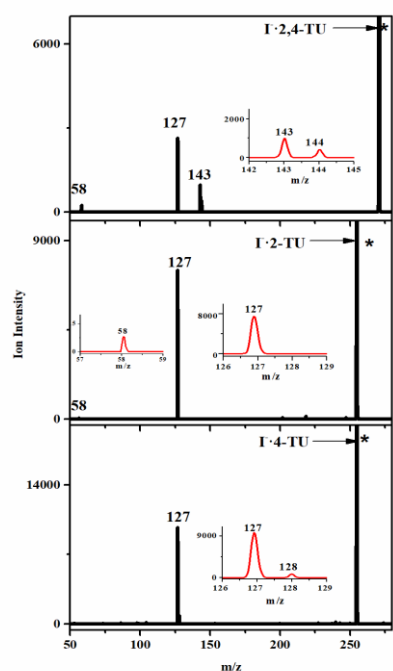 6000
I⁻·2,4-TU
*
127
2000
143
144
143
0
142 143 144 145
m/z
58
0
9000
I⁻·2-TU
*
127
8000
127
5
58
0
57 58 59
m/z
0
126 127 128 129
m/z
58
0
Ion Intensity
I⁻·4-TU
*
14000
127
9000
127
128
0
126 127 128 129
m/z
0
50 100 150 200 250
m/z